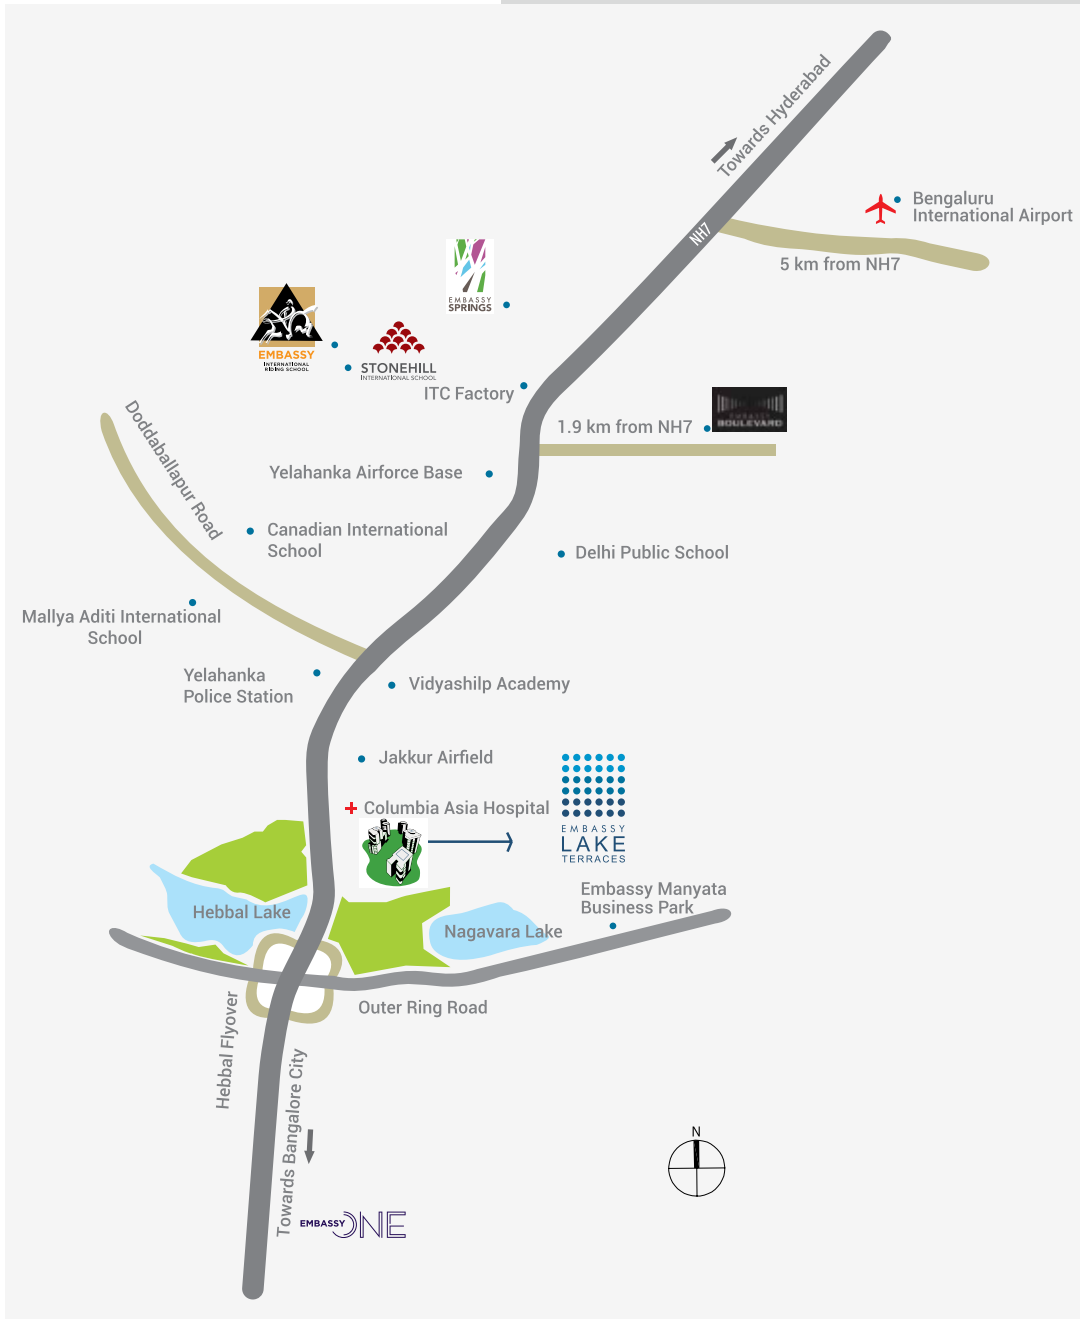 Towards Hyderabad
Bengaluru
International Airport
NH7
5 km from NH7
EMBASSY
SPRINGS
EMBASSY
INTERNATIONAL
RIDING SCHOOL
STONEHILL
INTERNATIONAL SCHOOL
ITC Factory
1.9 km from NH7
EMBASSY
BOULEVARD
Doddaballapur Road
Yelahanka Airforce Base
Canadian International
School
Delhi Public School
Mallya Aditi International
School
Yelahanka
Police Station
Vidyashilp Academy
Jakkur Airfield
Columbia Asia Hospital
EMBASSY
LAKE
TERRACES
Embassy Manyata
Business Park
Hebbal Lake
Nagavara Lake
Outer Ring Road
Hebbal Flyover
Towards Bangalore City
N
EMBASSY ONE